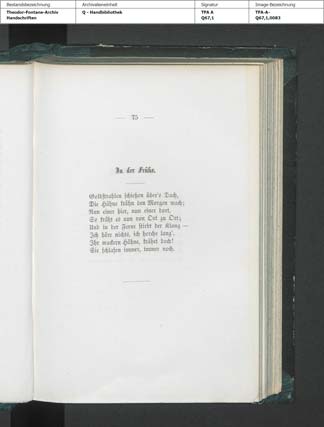 Bestandsbezeichnung
Archivalieneinheit
Signatur
Image-Bezeichnung
Theodor-Fontane-Archiv
Handschriften
Q - Handbibliothek
TFA A
Q67,1
TFA-A-
Q67,1,0083
— 75 —
In der Frühe.
Goldstrahlen schießen über's Dach,
Die Hähne krähn den Morgen wach;
Nun einer hier, nun einer dort,
So kräht es nun von Ort zu Ort;
Und in der Ferne stirbt der Klang —
Ich höre nichts, ich horche lang'.
Ihr wackern Hähne, krähet doch!
Sie schlafen immer, immer noch.